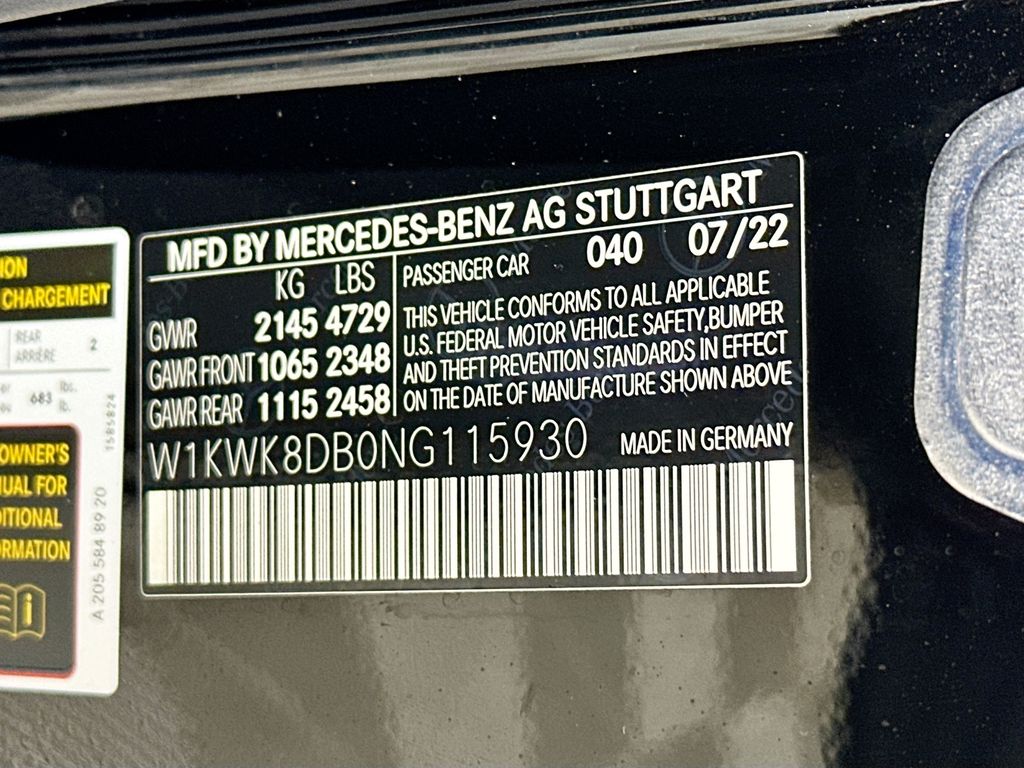 MFD BY MERCEDES-BENZ AG STUTTGART
KG LBS
GVWR 2145 4729
GAWR FRONT 1065 2348
GAWR REAR 1115 2458
PASSENGER CAR 040 07/22
THIS VEHICLE CONFORMS TO ALL APPLICABLE
U.S. FEDERAL MOTOR VEHICLE SAFETY,BUMPER
AND THEFT PREVENTION STANDARDS IN EFFECT
ON THE DATE OF MANUFACTURE SHOWN ABOVE
W1KWK8DB0NG115930 MADE IN GERMANY
ION
CHARGEMENT
REAR
ARRIÈRE 2
683 lbs.
lb.
OWNER'S
UAL FOR
DITIONAL
RMATION
A 205 584 89 20